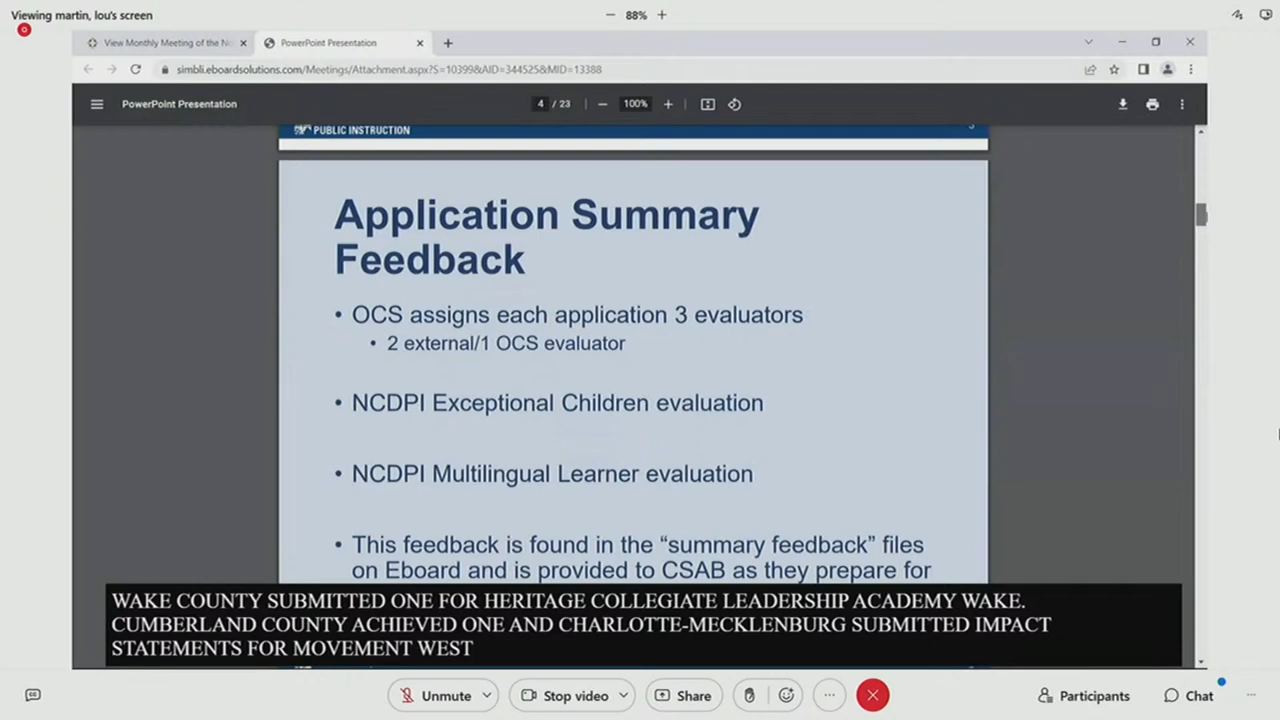 Viewing martin, lou's screen
88%
View Monthly Meeting of the No
PowerPoint Presentation
simbli.eboardsolutions.com/Meetings/Attachment.aspx?S=10399&AID=344525&MID=13388
PowerPoint Presentation
4 / 23
100%
PUBLIC INSTRUCTION
Application Summary
Feedback
• OCS assigns each application 3 evaluators
• 2 external/1 OCS evaluator
• NCDPI Exceptional Children evaluation
• NCDPI Multilingual Learner evaluation
• This feedback is found in the “summary feedback” files
on Eboard and is provided to CSAB as they prepare for
WAKE COUNTY SUBMITTED ONE FOR HERITAGE COLLEGIATE LEADERSHIP ACADEMY WAKE.
CUMBERLAND COUNTY ACHIEVED ONE AND CHARLOTTE-MECKLENBURG SUBMITTED IMPACT
STATEMENTS FOR MOVEMENT WEST
Unmute
Stop video
Share
Participants
Chat